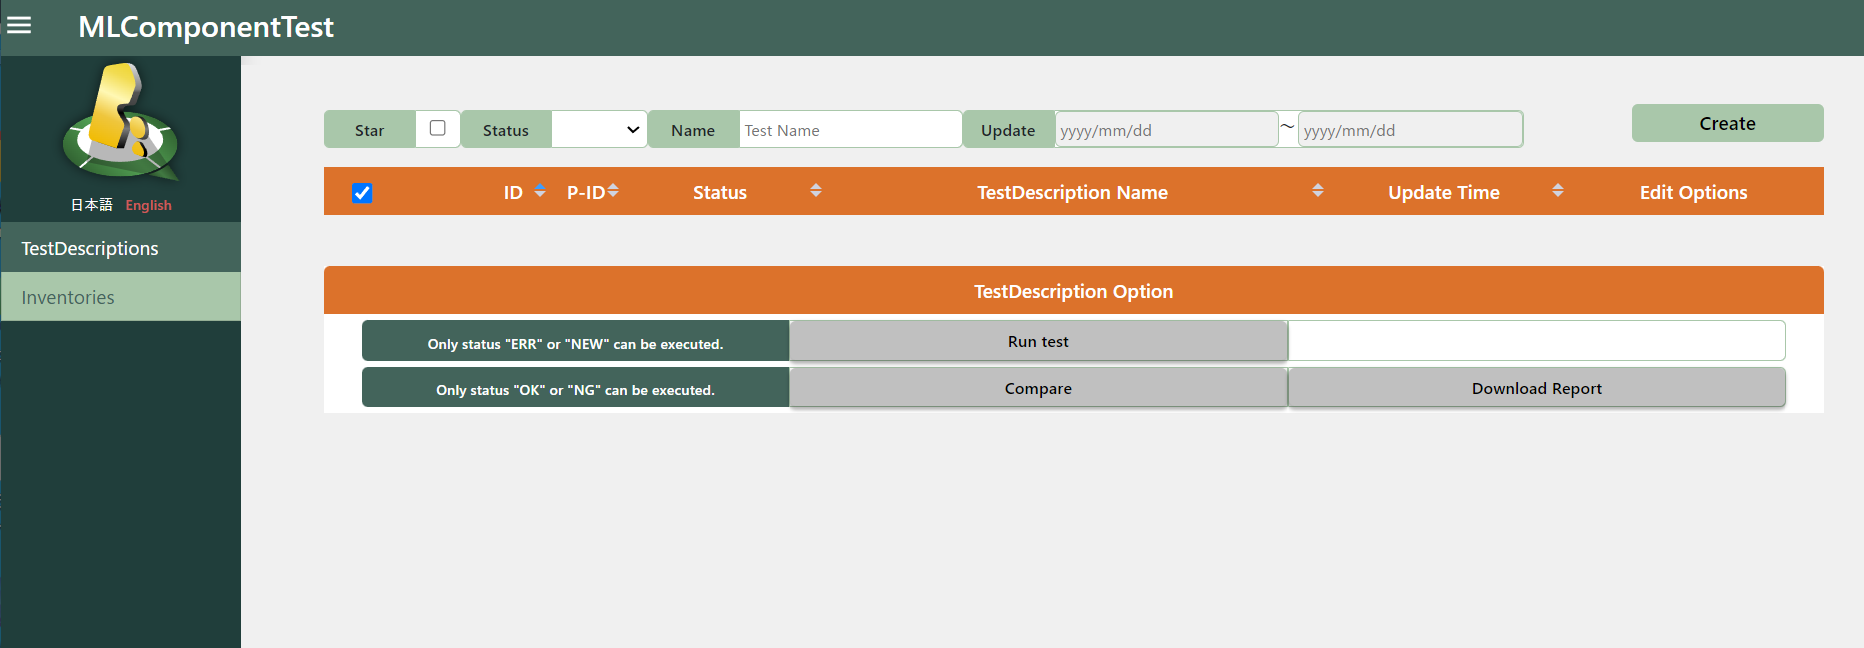 MLComponentTest
日本語 English
TestDescriptions
Inventories
Star Status Name Test Name Update yyyy/mm/dd ~ yyyy/mm/dd Create
ID P-ID Status TestDescription Name Update Time Edit Options
TestDescription Option
Only status "ERR" or "NEW" can be executed. Run test
Only status "OK" or "NG" can be executed. Compare Download Report